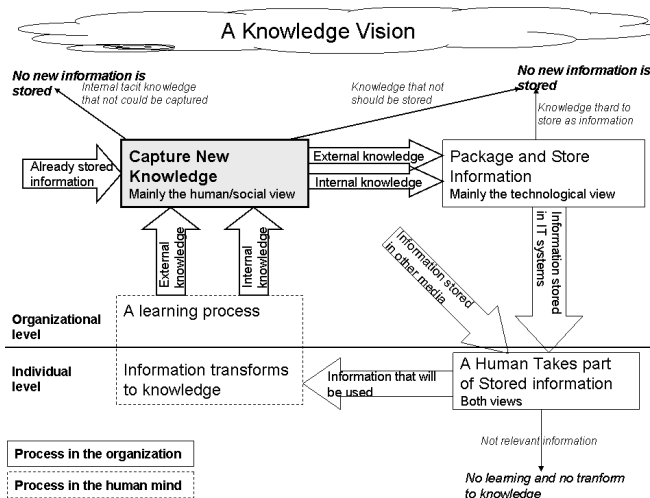 A Knowledge Vision
No new information is
stored
Internal tacit knowledge
that not could be captured
Knowledge that not
should be stored
No new information is
stored
Knowledge thard to
store as information
Already stored
information
Capture New
Knowledge
Mainly the human/social view
External knowledge
Internal knowledge
Package and Store
Information
Mainly the technological view
External
knowledge
Internal
knowledge
Information stored
in other media
Information stored
in IT systems
A learning process
Organizational
level
Individual
level
Information transforms
to knowledge
Information that will
be used
A Human Takes part
of Stored information
Both views
Not relevant information
No learning and no tranform
to knowledge
Process in the organization
Process in the human mind